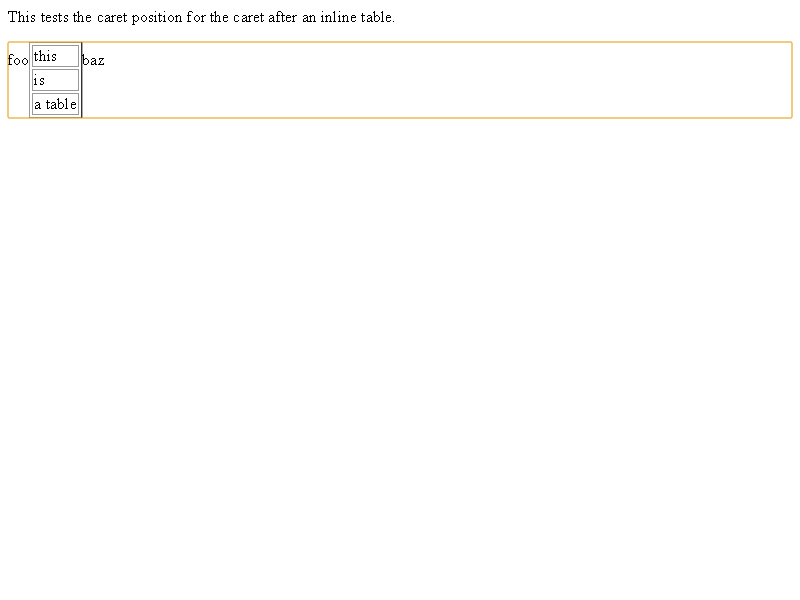 This tests the caret position for the caret after an inline table.
foo this baz
is
a table